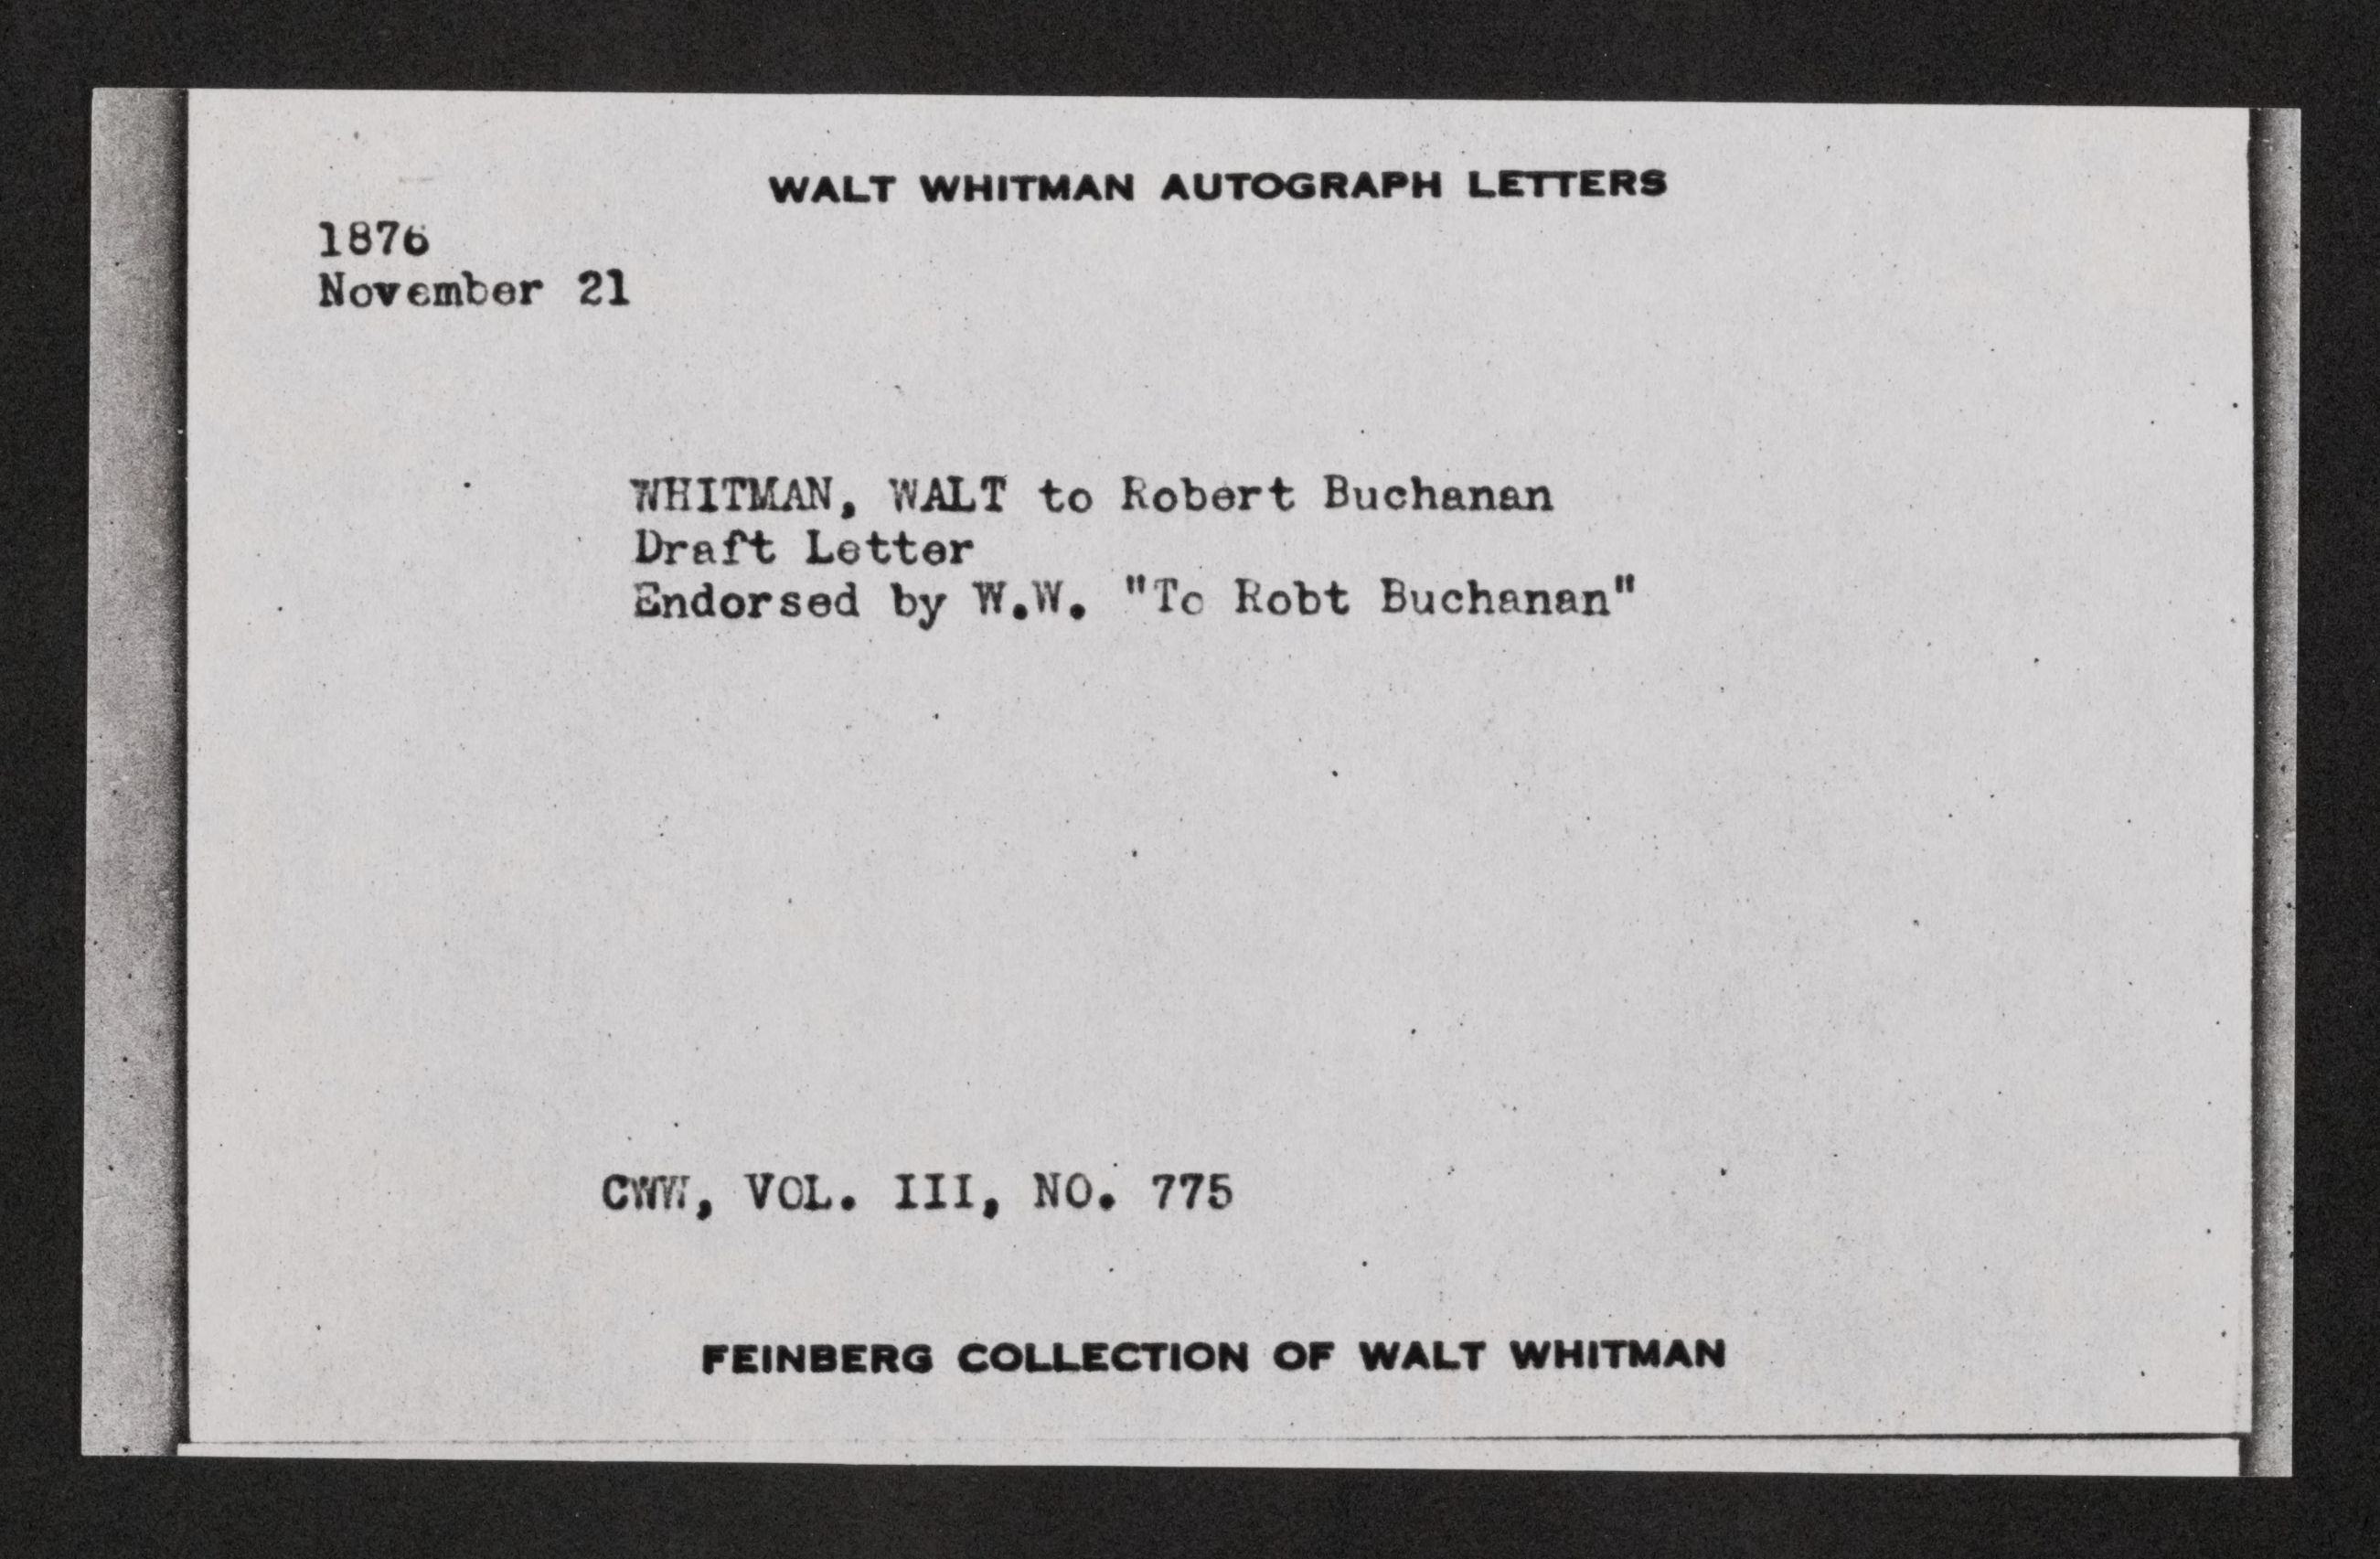 WALT WHITMAN AUTOGRAPH LETTERS
1876
November 21
WHITMAN, WALT to Robert Buchanan
Draft Letter
Endorsed by W.W. "To Robt Buchanan"
CWW, VOL. III, NO. 775
FEINBERG COLLECTION OF WALT WHITMAN